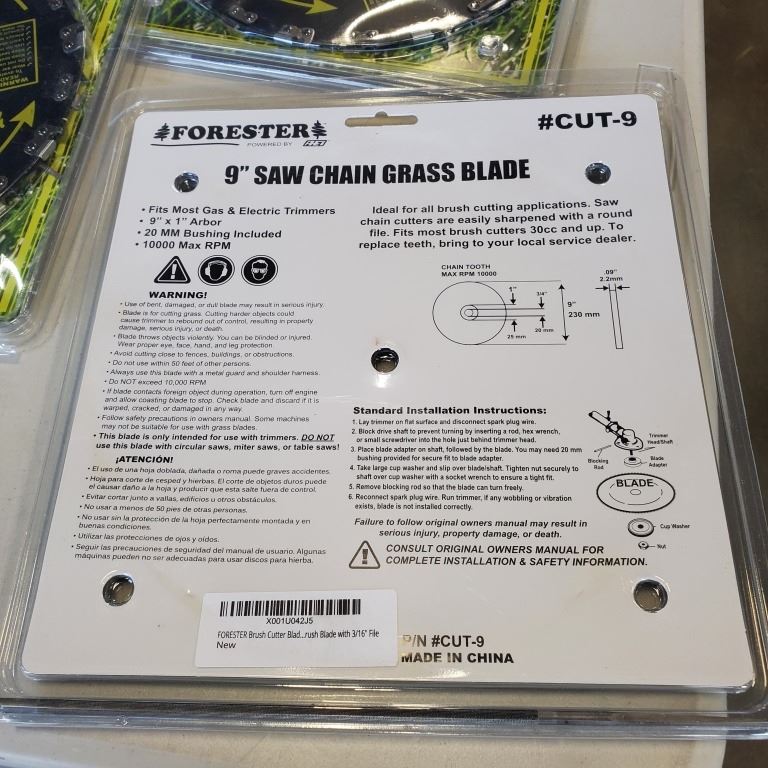 FORESTER
POWERED BY
#CUT-9
9" SAW CHAIN GRASS BLADE
• Fits Most Gas & Electric Trimmers
• 9" x 1" Arbor
• 20 MM Bushing Included
• 10000 Max RPM
Ideal for all brush cutting applications. Saw
chain cutters are easily sharpened with a round
file. Fits most brush cutters 30cc and up. To
replace teeth, bring to your local service dealer.
WARNING!
• Use of bent, damaged, or dull blade may result in serious injury.
• Blade is for cutting grass. Cutting harder objects could
cause trimmer to rebound out of control, resulting in property
damage, serious injury, or death.
• Blade throws objects violently. You can be blinded or injured.
Wear proper eye, face, hand, and leg protection.
• Avoid cutting close to fences, buildings, or obstructions.
• Do not use within 50 feet of other persons.
• Always use this blade with a metal guard and shoulder harness.
• Do NOT exceed 10,000 RPM
• If blade contacts foreign object during operation, turn off engine
and allow coasting blade to stop. Check blade and discard if it is
warped, cracked, or damaged in any way.
• Follow safety precautions in owners manual. Some machines
may not be suitable for use with grass blades.
• This blade is only intended for use with trimmers. DO NOT
use this blade with circular saws, miter saws, or table saws!
¡ATENCIÓN!
• El uso de una hoja doblada, dañada o roma puede graves accidentes.
• Hoja para corte de cesped y hierbas. El corte de objetos duros puede
el causar daño a la hoja y producir que esta salte fuera de control.
• Evitar cortar junto a vallas, edificios u otros obstáculos.
• No usar a menos de 50 pies de otras personas.
• No usar sin la protección de la hoja perfectamente montada y en
buenas condiciones.
• Utilizar las protecciones de ojos y oídos.
• Seguir las precauciones de seguridad del manual de usuario. Algunas
máquinas pueden no ser adecuadas para usar discos para hierba.
CHAIN TOOTH
MAX RPM 10000
1"
3/4"
25 mm
20 mm
9"
230 mm
.09"
2.2mm
Standard Installation Instructions:
1. Lay trimmer on flat surface and disconnect spark plug wire.
2. Block drive shaft to prevent turning by inserting a rod, hex wrench,
or small screwdriver into the hole just behind trimmer head.
3. Place blade adapter on shaft, followed by the blade. You may need 20 mm
bushing provided for secure fit to blade adapter.
4. Take large cup washer and slip over blade/shaft. Tighten nut securely to
shaft over cup washer with a socket wrench to ensure a tight fit.
5. Remove blocking rod so that the blade can turn freely.
6. Reconnect spark plug wire. Run trimmer, if any wobbling or vibration
exists, blade is not installed correctly.
Trimmer
Head/Shaft
Blocking
Rod
Blade
Adapter
BLADE
Cup Washer
Nut
Failure to follow original owners manual may result in
serious injury, property damage, or death.
CONSULT ORIGINAL OWNERS MANUAL FOR
COMPLETE INSTALLATION & SAFETY INFORMATION.
X001U042J5
FORESTER Brush Cutter Blad...rush Blade with 3/16" File
New
P/N #CUT-9
MADE IN CHINA